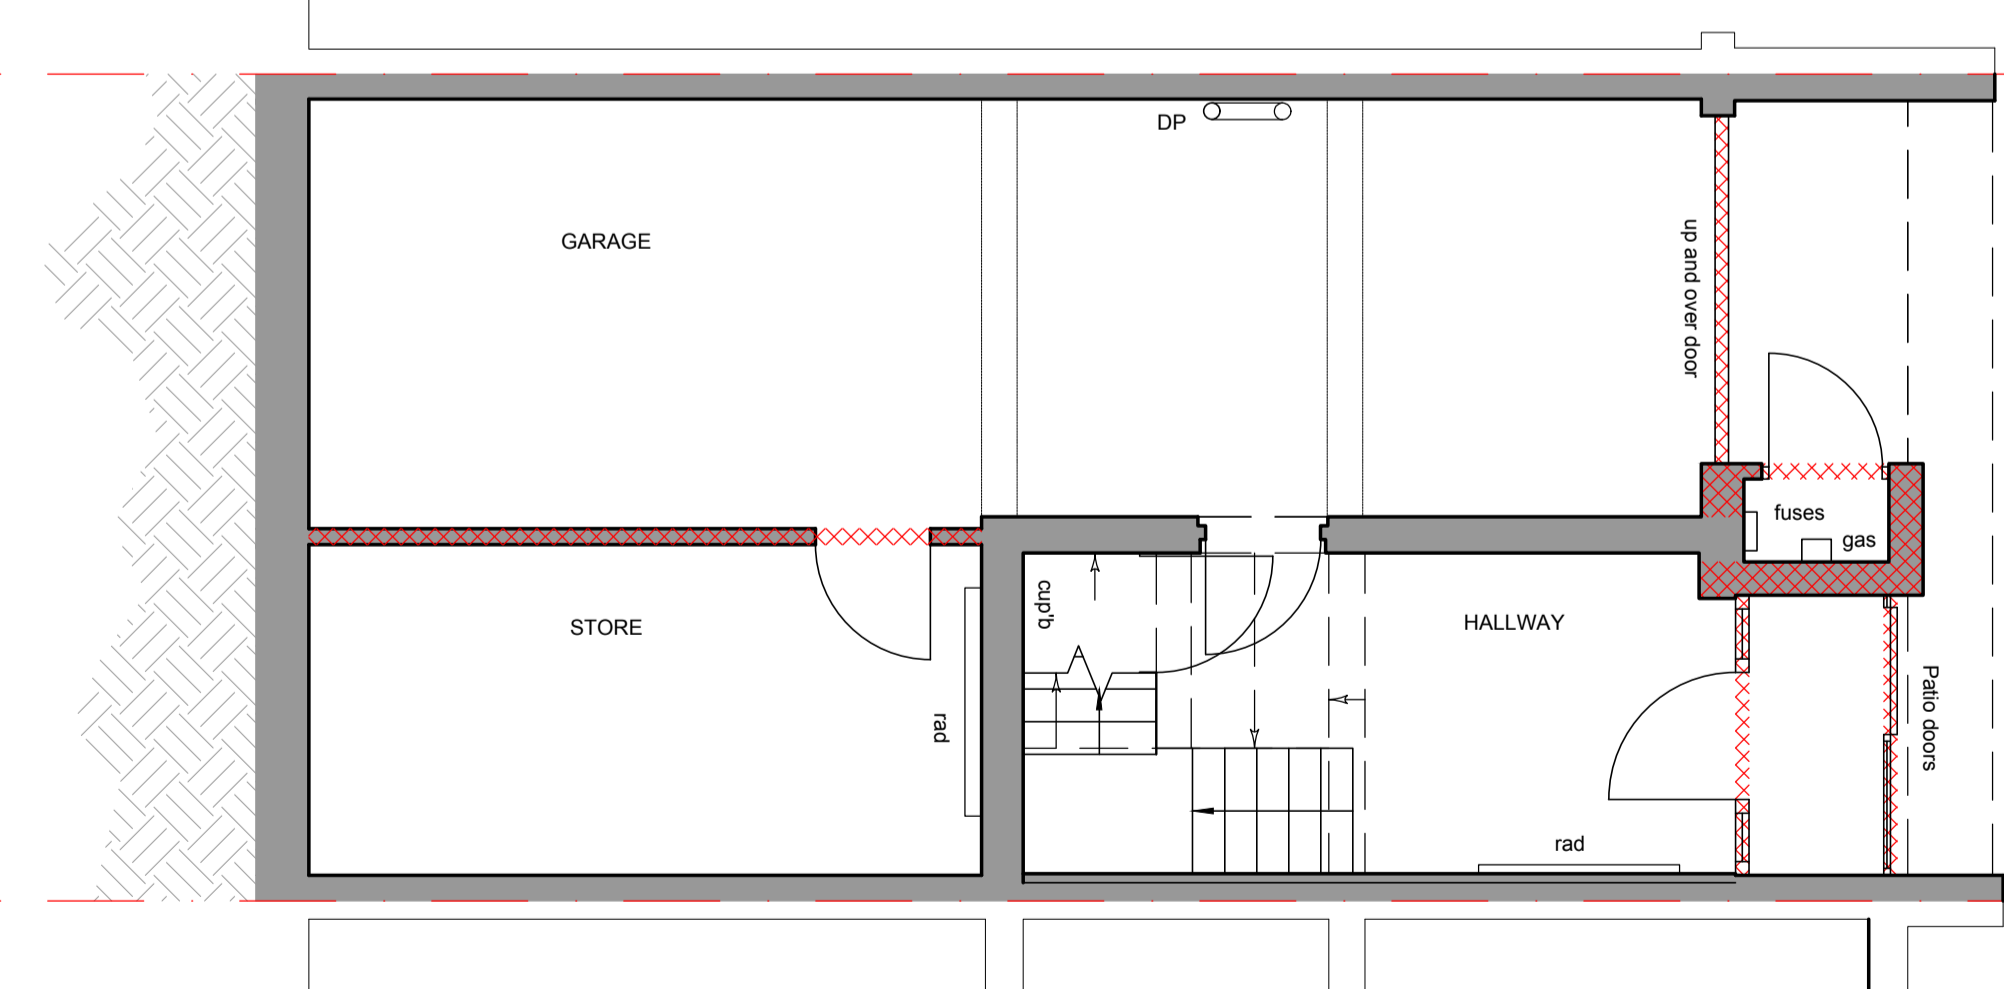 DP
GARAGE
up and over door
fuses
gas
cup'd
STORE
HALLWAY
rad
Patio doors
rad